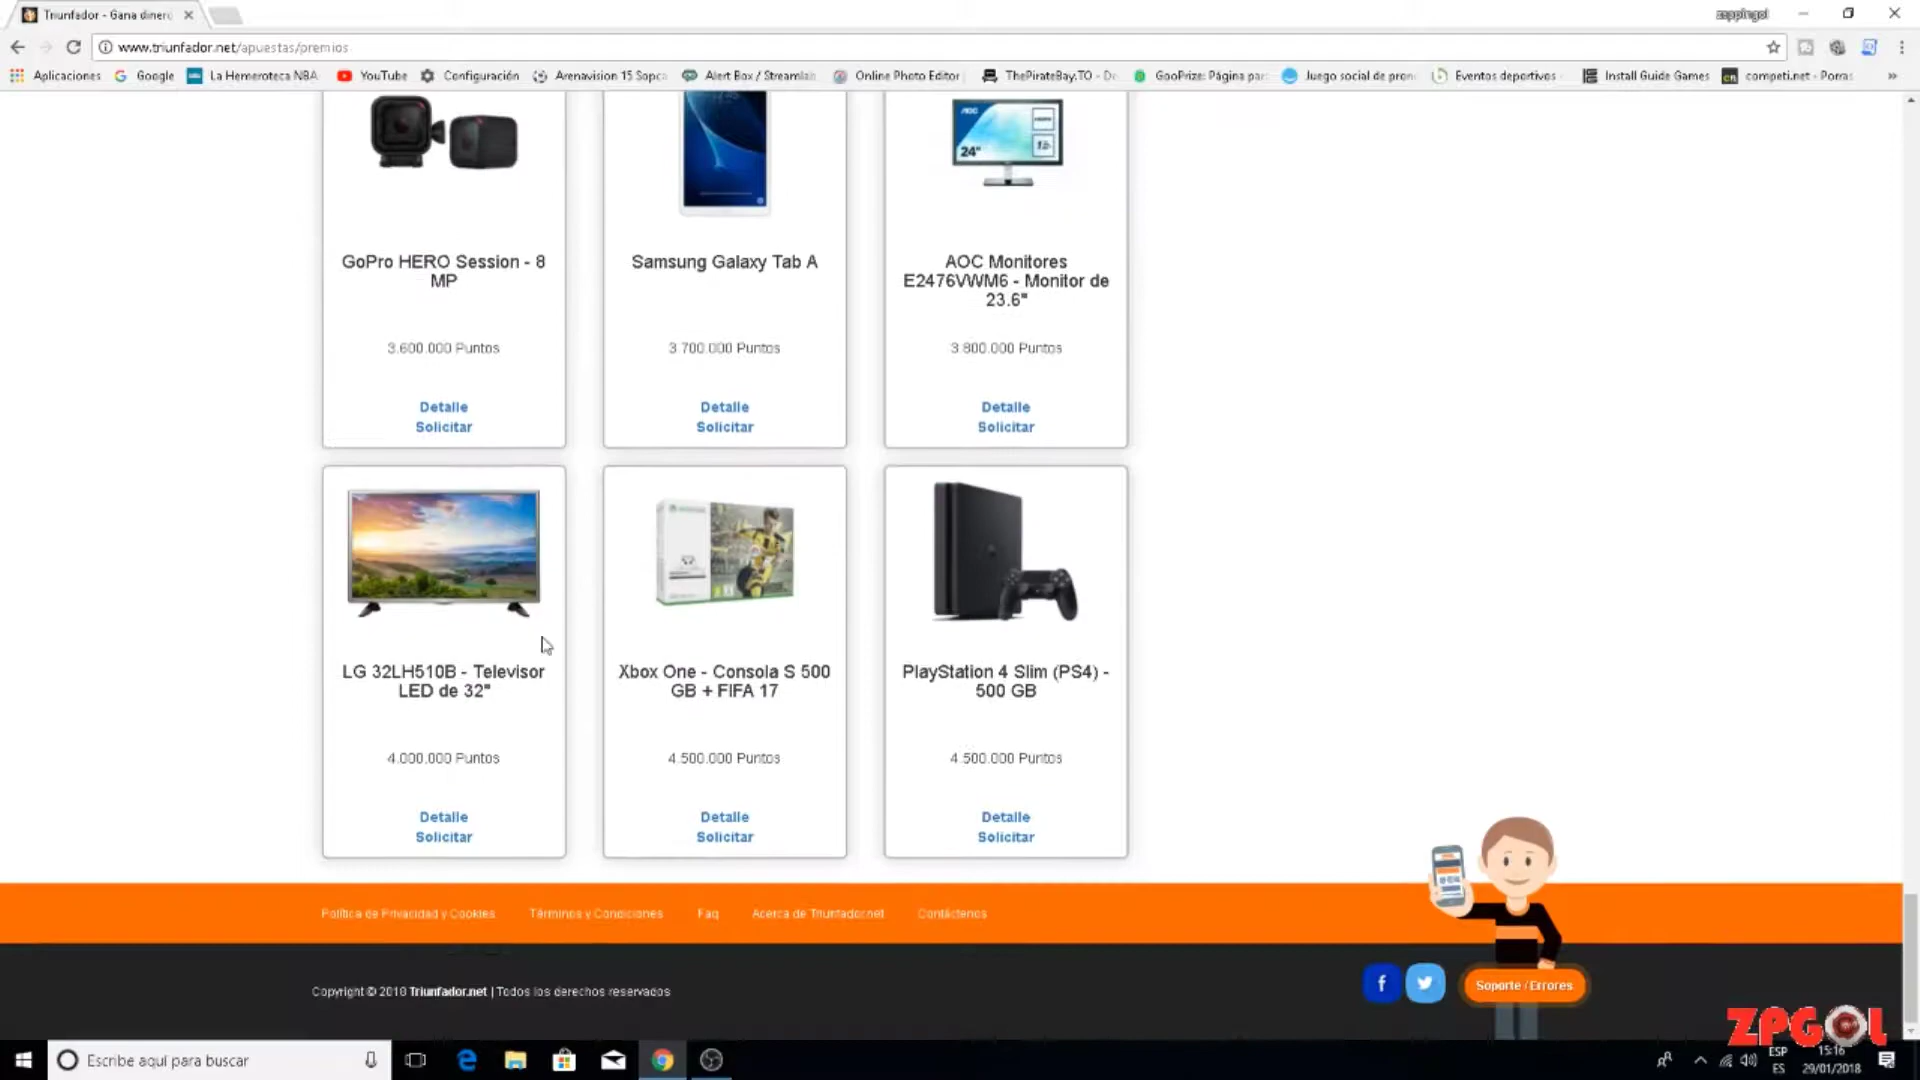 Triunfador - Gana dinero
zappingol
www.triunfador.net/apuestas/premios
Aplicaciones Google La Hemeroteca NBA YouTube Configuración Arenavision 15 Sopc Alert Box / Streamlab Online Photo Editor ThePirateBay.TO - Do GooPrize: Página par Juego social de pron Eventos deportivos Install Guide Games competi.net - Porras »
AOC
24"
GoPro HERO Session - 8
MP
3.600.000 Puntos
Detalle
Solicitar
Samsung Galaxy Tab A
3.700.000 Puntos
Detalle
Solicitar
AOC Monitores
E2476VWM6 - Monitor de
23.6"
3.800.000 Puntos
Detalle
Solicitar
LG 32LH510B - Televisor
LED de 32"
4.000.000 Puntos
Detalle
Solicitar
Xbox One - Consola S 500
GB + FIFA 17
4.500.000 Puntos
Detalle
Solicitar
PlayStation 4 Slim (PS4) -
500 GB
4.500.000 Puntos
Detalle
Solicitar
Política de Privacidad y Cookies Términos y Condiciones Faq Acerca de Triunfador.net Contáctenos
Copyright © 2018 Triunfador.net | Todos los derechos reservados
Soporte / Errores
ZPGOL
Escribe aquí para buscar
ESP
ES
15:16
29/01/2018